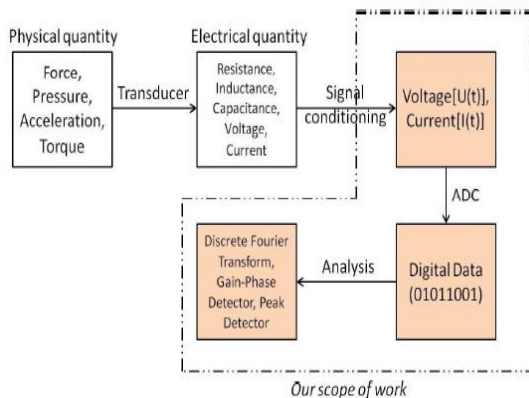 Physical quantity
Electrical quantity
Force,
Pressure,
Acceleration,
Torque
Transducer
Resistance,
Inductance,
Capacitance,
Voltage,
Current
Signal
conditioning
Voltage[U(t)],
Current[I(t)]
ADC
Digital Data
(01011001)
Analysis
Discrete Fourier
Transform,
Gain-Phase
Detector, Peak
Detector
Our scope of work